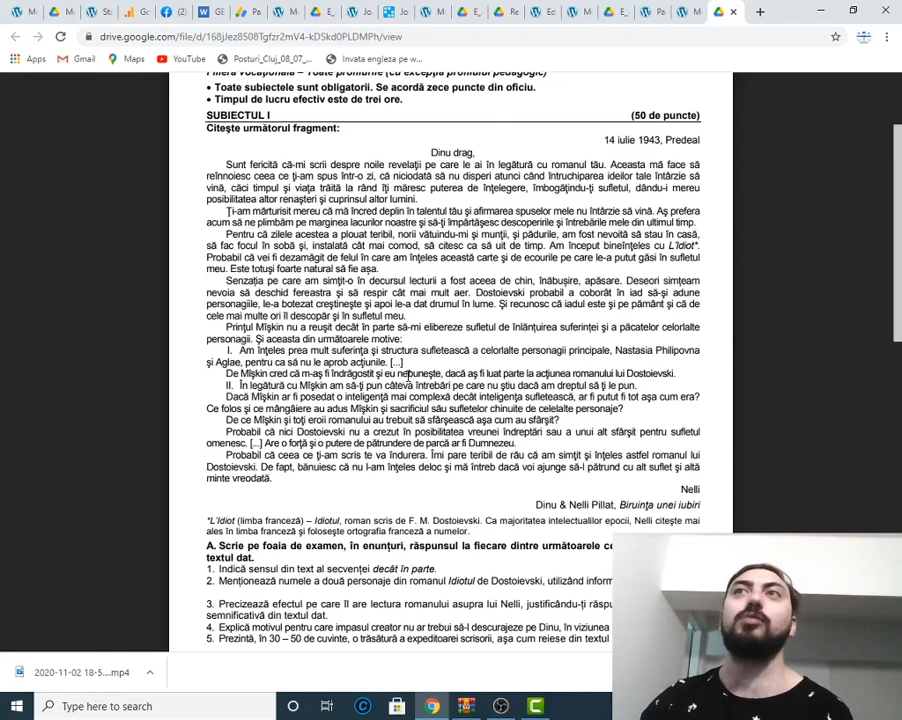 drive.google.com/file/d/168jJez8508Tgfzr2mV4-kDSkd0PLDMPh/view
Apps
Gmail
Maps
YouTube
Posturi_Cluj_08_07_...
Invata engleza pe w...
Filiera vocațională – Toate profilurile (cu excepția profilului pedagogic)
• Toate subiectele sunt obligatorii. Se acordă zece puncte din oficiu.
• Timpul de lucru efectiv este de trei ore.
SUBIECTUL I (50 de puncte)
Citește următorul fragment:
14 iulie 1943, Predeal
Dinu drag,
Sunt fericită că-mi scrii despre noile revelații pe care le ai în legătură cu romanul tău. Aceasta mă face să
reînnoiesc ceea ce ți-am spus într-o zi, că niciodată să nu disperi atunci când întruchiparea ideilor tale întârzie să
vină, căci timpul și viața trăită la rând îți măresc puterea de înțelegere, îmbogățindu-ți sufletul, dându-i mereu
posibilitatea altor renașteri și cuprinsul altor lumini.
Ți-am mărturisit mereu că mă încred deplin în talentul tău și afirmarea spuselor mele nu întârzie să vină. Aș prefera
acum să ne plimbăm pe marginea lacurilor noastre și să-ți împărtășesc descoperirile și întrebările mele din ultimul timp.
Pentru că zilele acestea a plouat teribil, norii vătuindu-mi și munții, și pădurile, am fost nevoită să stau în casă,
să fac focul în sobă și, instalată cât mai comod, să citesc ca să uit de timp. Am început bineînțeles cu L'Idiot*.
Probabil că vei fi dezamăgit de felul în care am înțeles această carte și de ecourile pe care le-a putut găsi în sufletul
meu. Este totuși foarte natural să fie așa.
Senzația pe care am simțit-o în decursul lecturii a fost aceea de chin, înăbușire, apăsare. Deseori simțeam
nevoia să deschid fereastra și să respir cât mai mult aer. Dostoievski probabil a coborât în iad să-și adune
personagiile, le-a botezat creștinește și apoi le-a dat drumul în lume. Și recunosc că iadul este și pe pământ și că de
cele mai multe ori îl descopăr și în sufletul meu.
Prințul Mîșkin nu a reușit decât în parte să-mi elibereze sufletul de înlănțuirea suferinței și a păcatelor celorlalte
personagii. Și aceasta din următoarele motive:
I. Am înțeles prea mult suferința și structura sufletească a celorlalte personagii principale, Nastasia Philipovna
și Aglae, pentru ca să nu le aprob acțiunile. [...]
De Mîșkin cred că m-aș fi îndrăgostit și eu nebunește, dacă aș fi luat parte la acțiunea romanului lui Dostoievski.
II. În legătură cu Mîșkin am să-ți pun câteva întrebări pe care nu știu dacă am dreptul să ți le pun.
Dacă Mîșkin ar fi posedat o inteligență mai complexă decât inteligența sufletească, ar fi putut fi tot așa cum era?
Ce folos și ce mângâiere au adus Mîșkin și sacrificiul său sufletelor chinuite de celelalte personaje?
De ce Mîșkin și toți eroii romanului au trebuit să sfârșească așa cum au sfârșit?
Probabil că nici Dostoievski nu a crezut în posibilitatea vreunei îndreptări sau a unui alt sfârșit pentru sufletul
omenesc. [...] Are o forță și o putere de pătrundere de parcă ar fi Dumnezeu.
Probabil că ceea ce ți-am scris te va îndurera. Îmi pare teribil de rău că am simțit și înțeles astfel romanul lui
Dostoievski. De fapt, bănuiesc că nu l-am înțeles deloc și mă întreb dacă voi ajunge să-l pătrund cu alt suflet și altă
minte vreodată.
Nelli
Dinu & Nelli Pillat, Biruința unei iubiri
*L'Idiot (limba franceză) – Idiotul, roman scris de F. M. Dostoievski. Ca majoritatea intelectualilor epocii, Nelli citește mai
ales în limba franceză și folosește ortografia franceză a numelor.
A. Scrie pe foaia de examen, în enunțuri, răspunsul la fiecare dintre următoarele ce
textul dat.
1. Indică sensul din text al secvenței decât în parte.
2. Menționează numele a două personaje din romanul Idiotul de Dostoievski, utilizând inform
3. Precizează efectul pe care îl are lectura romanului asupra lui Nelli, justificându-ți răspu
semnificativă din textul dat.
4. Explică motivul pentru care impasul creator nu ar trebui să-l descurajeze pe Dinu, în viziunea
5. Prezintă, în 30 – 50 de cuvinte, o trăsătură a expeditoarei scrisorii, așa cum reiese din textul
2020-11-02 18-5....mp4
Type here to search